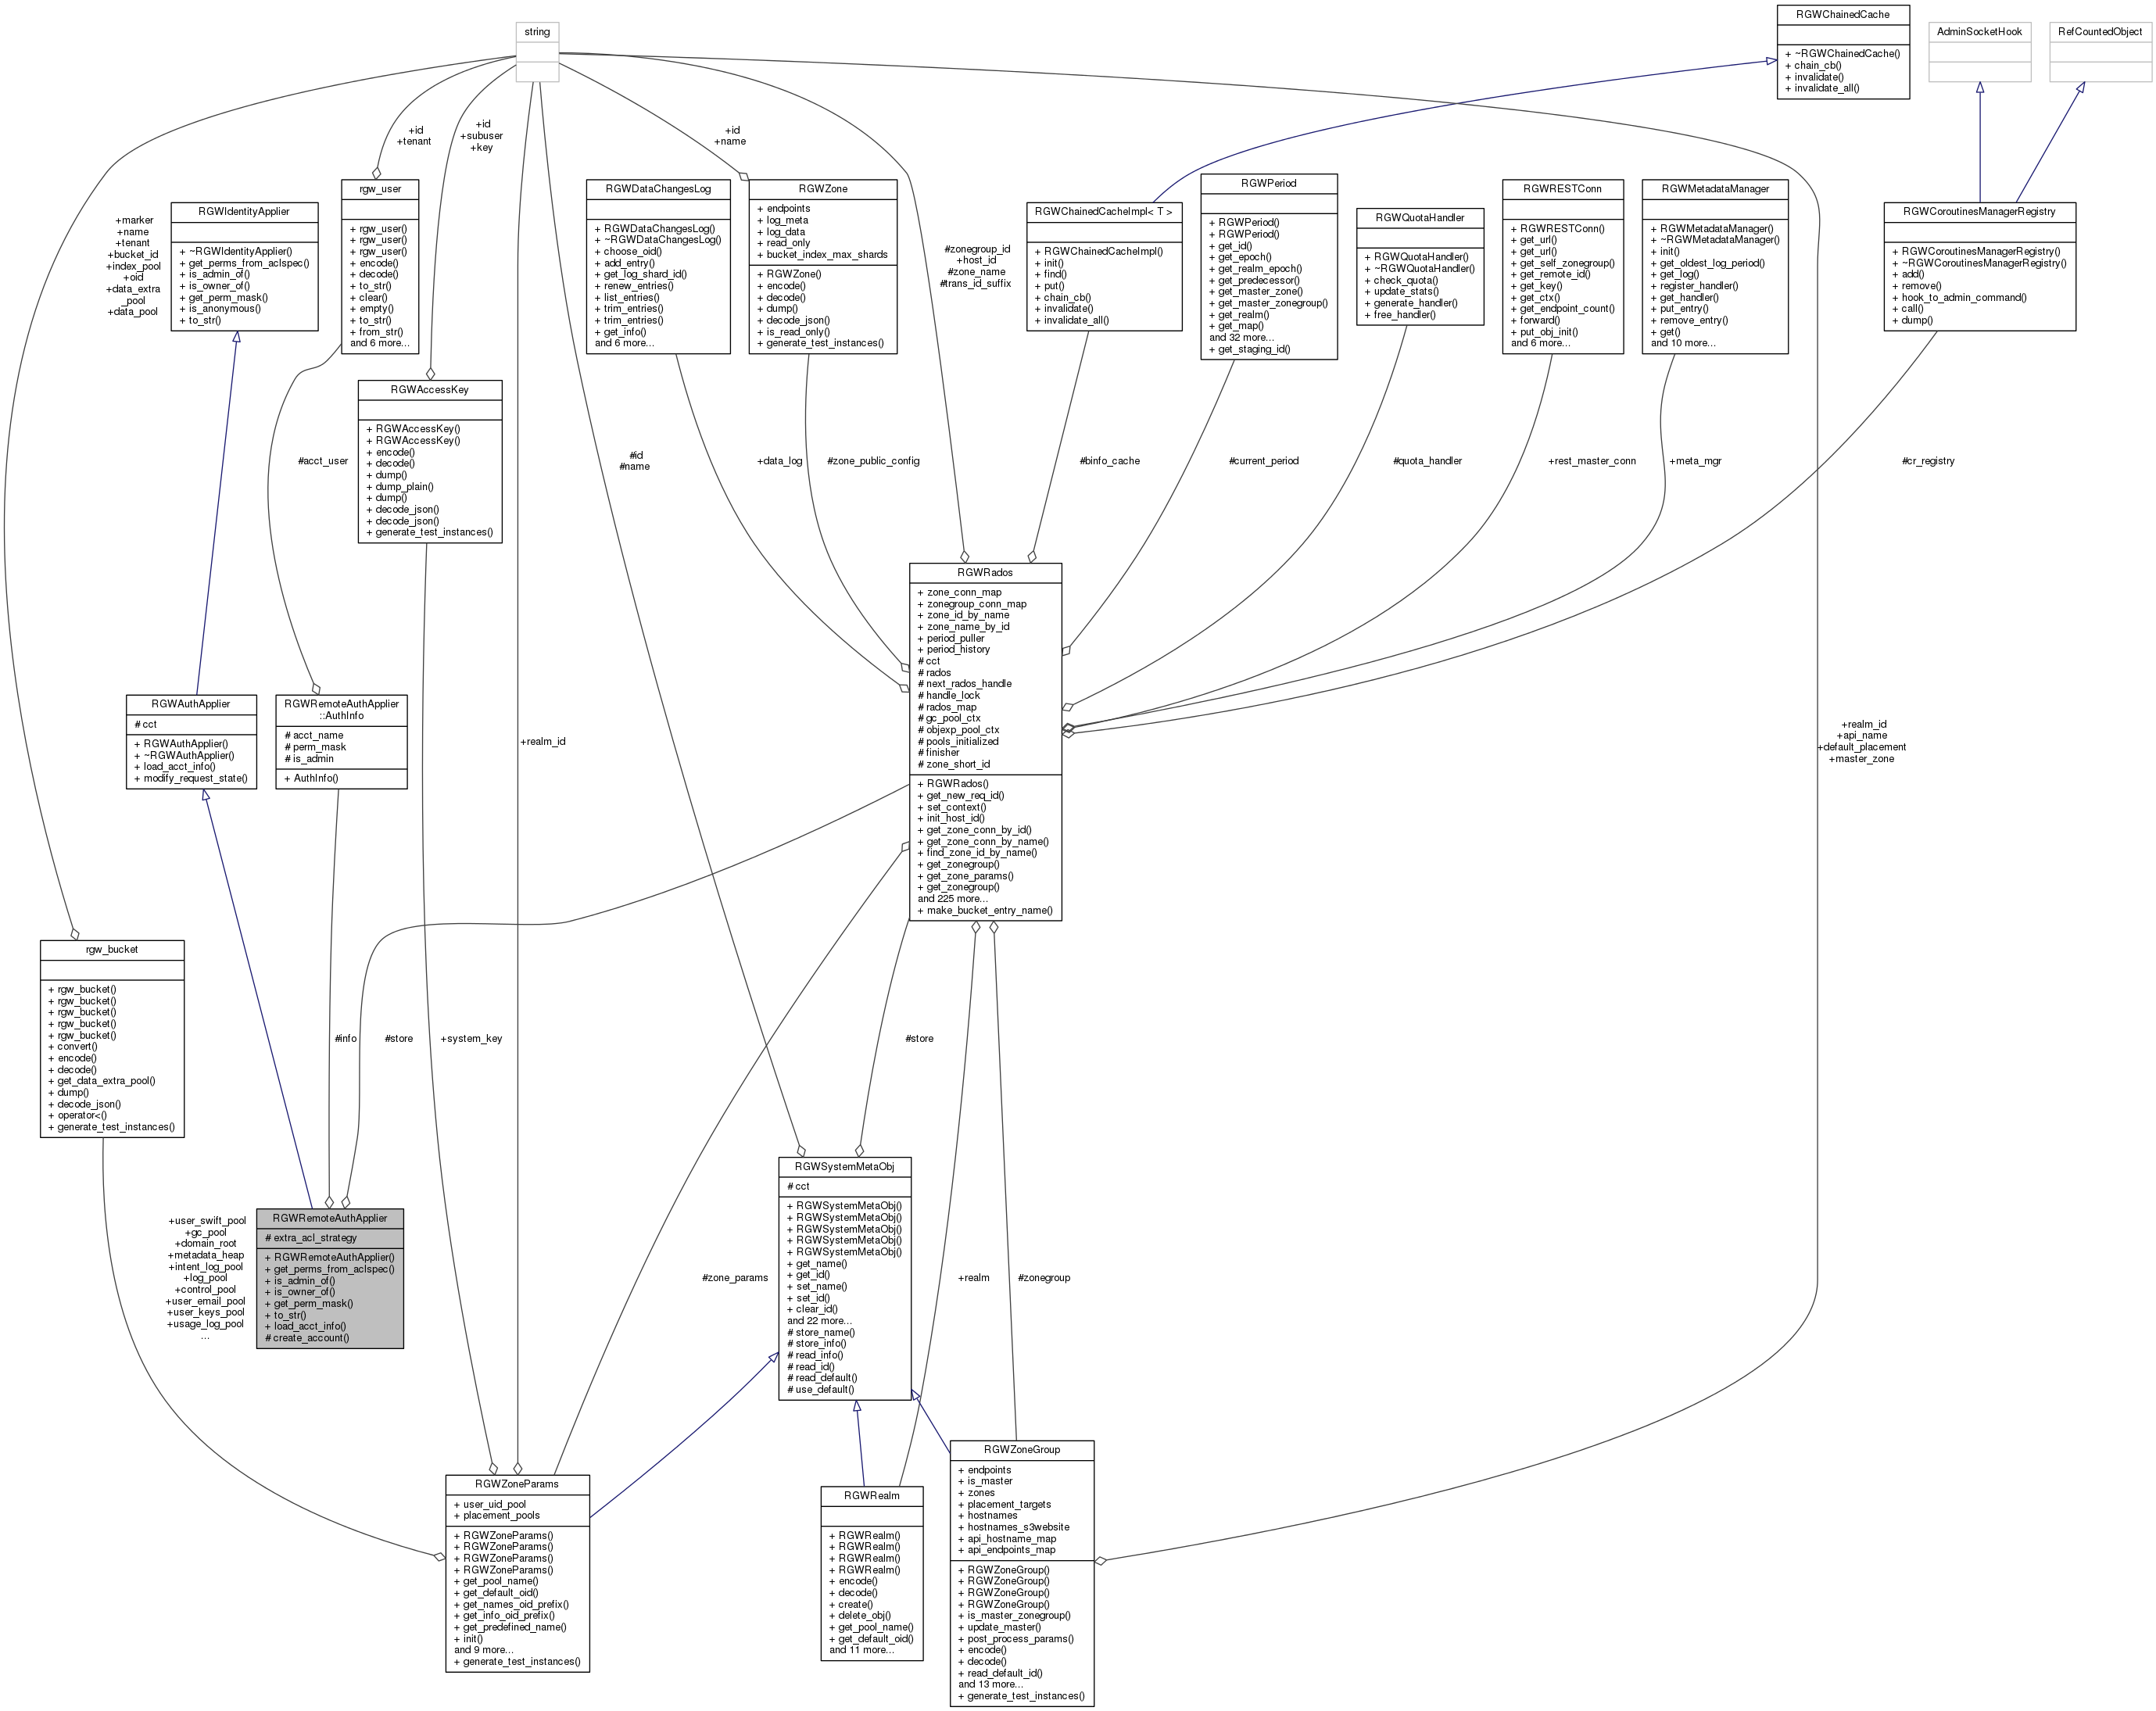 string
RGWChainedCache
+ ~RGWChainedCache()
+ chain_cb()
+ invalidate()
+ invalidate_all()
AdminSocketHook
RefCountedObject
+id
+tenant
+id
+subuser
+key
+id
+name
+marker
+name
+tenant
+bucket_id
+index_pool
+oid
+data_extra
_pool
+data_pool
RGWIdentityApplier
+ ~RGWIdentityApplier()
+ get_perms_from_aclspec()
+ is_admin_of()
+ is_owner_of()
+ get_perm_mask()
+ is_anonymous()
+ to_str()
rgw_user
+ rgw_user()
+ rgw_user()
+ rgw_user()
+ encode()
+ decode()
+ to_str()
+ clear()
+ empty()
+ to_str()
+ from_str()
and 6 more...
RGWDataChangesLog
+ RGWDataChangesLog()
+ ~RGWDataChangesLog()
+ choose_oid()
+ add_entry()
+ get_log_shard_id()
+ renew_entries()
+ list_entries()
+ trim_entries()
+ trim_entries()
+ get_info()
and 6 more...
RGWZone
+ endpoints
+ log_meta
+ log_data
+ read_only
+ bucket_index_max_shards
+ RGWZone()
+ encode()
+ decode()
+ dump()
+ decode_json()
+ is_read_only()
+ generate_test_instances()
#zonegroup_id
+host_id
#zone_name
#trans_id_suffix
RGWChainedCacheImpl< T >
+ RGWChainedCacheImpl()
+ init()
+ find()
+ put()
+ chain_cb()
+ invalidate()
+ invalidate_all()
RGWPeriod
+ RGWPeriod()
+ RGWPeriod()
+ get_id()
+ get_epoch()
+ get_realm_epoch()
+ get_predecessor()
+ get_master_zone()
+ get_master_zonegroup()
+ get_realm()
+ get_map()
and 32 more...
+ get_staging_id()
RGWQuotaHandler
+ RGWQuotaHandler()
+ ~RGWQuotaHandler()
+ check_quota()
+ update_stats()
+ generate_handler()
+ free_handler()
RGWRESTConn
+ RGWRESTConn()
+ get_url()
+ get_url()
+ get_self_zonegroup()
+ get_remote_id()
+ get_key()
+ get_ctx()
+ get_endpoint_count()
+ forward()
+ put_obj_init()
and 6 more...
RGWMetadataManager
+ RGWMetadataManager()
+ ~RGWMetadataManager()
+ init()
+ get_oldest_log_period()
+ get_log()
+ register_handler()
+ get_handler()
+ put_entry()
+ remove_entry()
+ get()
and 10 more...
RGWCoroutinesManagerRegistry
+ RGWCoroutinesManagerRegistry()
+ ~RGWCoroutinesManagerRegistry()
+ add()
+ remove()
+ hook_to_admin_command()
+ call()
+ dump()
RGWAccessKey
+ RGWAccessKey()
+ RGWAccessKey()
+ encode()
+ decode()
+ dump()
+ dump_plain()
+ dump()
+ decode_json()
+ decode_json()
+ generate_test_instances()
#acct_user
#id
#name
+data_log
#zone_public_config
#binfo_cache
#current_period
#quota_handler
+rest_master_conn
+meta_mgr
#cr_registry
RGWRados
+ zone_conn_map
+ zonegroup_conn_map
+ zone_id_by_name
+ zone_name_by_id
+ period_puller
+ period_history
# cct
# rados
# next_rados_handle
# handle_lock
# rados_map
# gc_pool_ctx
# objexp_pool_ctx
# pools_initialized
# finisher
# zone_short_id
+ RGWRados()
+ get_new_req_id()
+ set_context()
+ init_host_id()
+ get_zone_conn_by_id()
+ get_zone_conn_by_name()
+ find_zone_id_by_name()
+ get_zonegroup()
+ get_zone_params()
+ get_zonegroup()
and 225 more...
+ make_bucket_entry_name()
RGWAuthApplier
# cct
+ RGWAuthApplier()
+ ~RGWAuthApplier()
+ load_acct_info()
+ modify_request_state()
RGWRemoteAuthApplier
::AuthInfo
# acct_name
# perm_mask
# is_admin
+ AuthInfo()
+realm_id
+realm_id
+api_name
+default_placement
+master_zone
rgw_bucket
+ rgw_bucket()
+ rgw_bucket()
+ rgw_bucket()
+ rgw_bucket()
+ rgw_bucket()
+ convert()
+ encode()
+ decode()
+ get_data_extra_pool()
+ dump()
+ decode_json()
+ operator<()
+ generate_test_instances()
#info
#store
+system_key
#store
RGWSystemMetaObj
# cct
+ RGWSystemMetaObj()
+ RGWSystemMetaObj()
+ RGWSystemMetaObj()
+ RGWSystemMetaObj()
+ RGWSystemMetaObj()
+ get_name()
+ get_id()
+ set_name()
+ set_id()
+ clear_id()
and 22 more...
# store_name()
# store_info()
# read_info()
# read_id()
# read_default()
# use_default()
+user_swift_pool
+gc_pool
+domain_root
+metadata_heap
+intent_log_pool
+log_pool
+control_pool
+user_email_pool
+user_keys_pool
+usage_log_pool
...
RGWRemoteAuthApplier
# extra_acl_strategy
+ RGWRemoteAuthApplier()
+ get_perms_from_aclspec()
+ is_admin_of()
+ is_owner_of()
+ get_perm_mask()
+ to_str()
+ load_acct_info()
# create_account()
#zone_params
+realm
#zonegroup
RGWZoneParams
+ user_uid_pool
+ placement_pools
+ RGWZoneParams()
+ RGWZoneParams()
+ RGWZoneParams()
+ RGWZoneParams()
+ get_pool_name()
+ get_default_oid()
+ get_names_oid_prefix()
+ get_info_oid_prefix()
+ get_predefined_name()
+ init()
and 9 more...
+ generate_test_instances()
RGWRealm
+ RGWRealm()
+ RGWRealm()
+ RGWRealm()
+ RGWRealm()
+ encode()
+ decode()
+ create()
+ delete_obj()
+ get_pool_name()
+ get_default_oid()
and 11 more...
RGWZoneGroup
+ endpoints
+ is_master
+ zones
+ placement_targets
+ hostnames
+ hostnames_s3website
+ api_hostname_map
+ api_endpoints_map
+ RGWZoneGroup()
+ RGWZoneGroup()
+ RGWZoneGroup()
+ RGWZoneGroup()
+ is_master_zonegroup()
+ update_master()
+ post_process_params()
+ encode()
+ decode()
+ read_default_id()
and 13 more...
+ generate_test_instances()